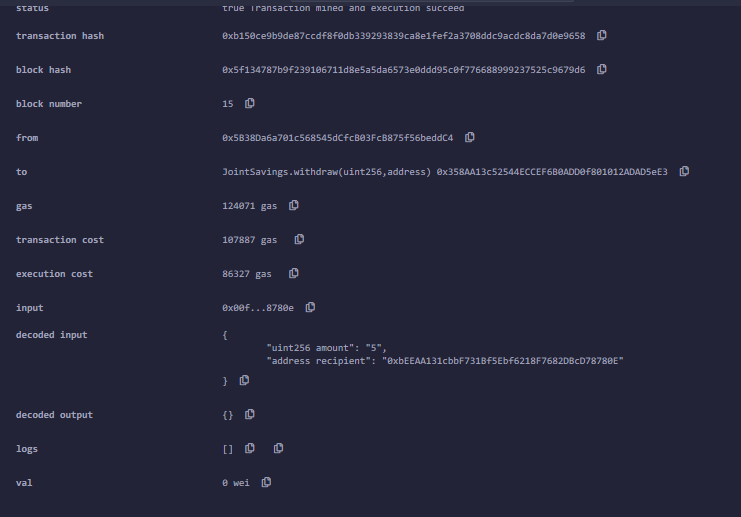 status true Transaction mined and execution succeed
transaction hash 0xb150ce9b9de87ccdf8f0db339293839ca8e1fef2a3708ddc9acdc8da7d0e9658
block hash 0x5f134787b9f239106711d8e5a5da6573e0ddd95c0f776688999237525c9679d6
block number 15
from 0x5B38Da6a701c568545dCfcB03FcB875f56beddC4
to JointSavings.withdraw(uint256,address) 0x358AA13c52544ECCEF6B0ADD0f801012ADAD5eE3
gas 124071 gas
transaction cost 107887 gas
execution cost 86327 gas
input 0x00f...8780e
decoded input {
"uint256 amount": "5",
"address recipient": "0xbEEAA131cbbF731Bf5Ebf6218F7682DBcD78780E"
}
decoded output {}
logs []
val 0 wei